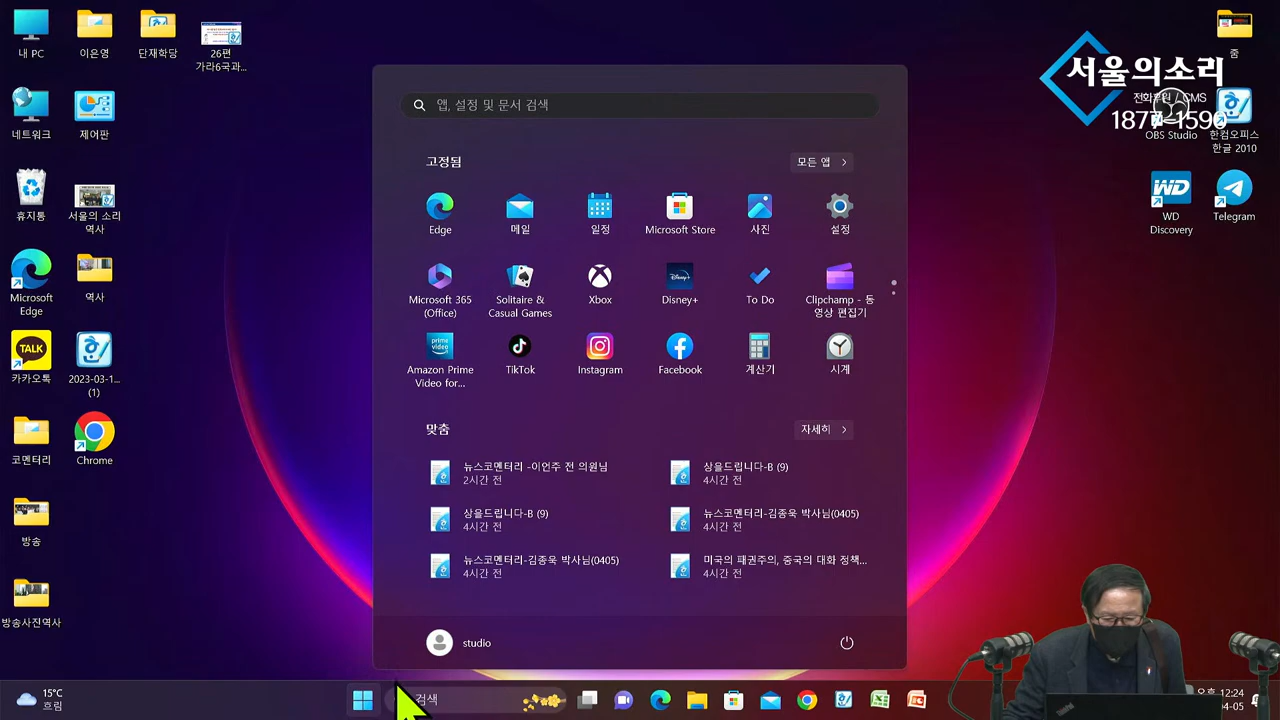 내 PC
이은영
단재학당
26편
가라6국과...
줌
서울의소리
전화후원 / CMS
네트워크
제어판
OBS Studio
한컴오피스
한글 2010
휴지통
서울의 소리
역사
WD
WD
Discovery
Telegram
Microsoft
Edge
역사
TALK
카카오톡
2023-03-1...
(1)
코멘터리
Chrome
방송
방송사진역사
앱, 설정 및 문서 검색
고정됨
모든 앱
Edge
메일
일정
Microsoft Store
사진
설정
Microsoft 365
(Office)
Solitaire &
Casual Games
Xbox
Disney+
Disney+
To Do
Clipchamp - 동
영상 편집기
prime
video
Amazon Prime
Video for...
TikTok
Instagram
Facebook
계산기
시계
맞춤
자세히
뉴스코멘터리 -이언주 전 의원님
2시간 전
상을드립니다-B (9)
4시간 전
상을드립니다-B (9)
4시간 전
뉴스코멘터리-김종욱 박사님(0405)
4시간 전
뉴스코멘터리-김종욱 박사님(0405)
4시간 전
미국의 패권주의, 중국의 대화 정책...
4시간 전
studio
15°C
흐림
검색
오후 12:24
04-05